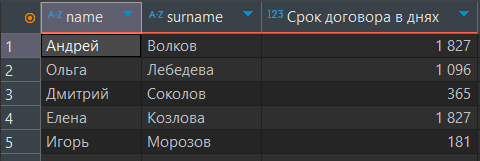 A-Z name A-Z surname 123 Срок договора в днях
1 Андрей Волков 1 827
2 Ольга Лебедева 1 096
3 Дмитрий Соколов 365
4 Елена Козлова 1 827
5 Игорь Морозов 181